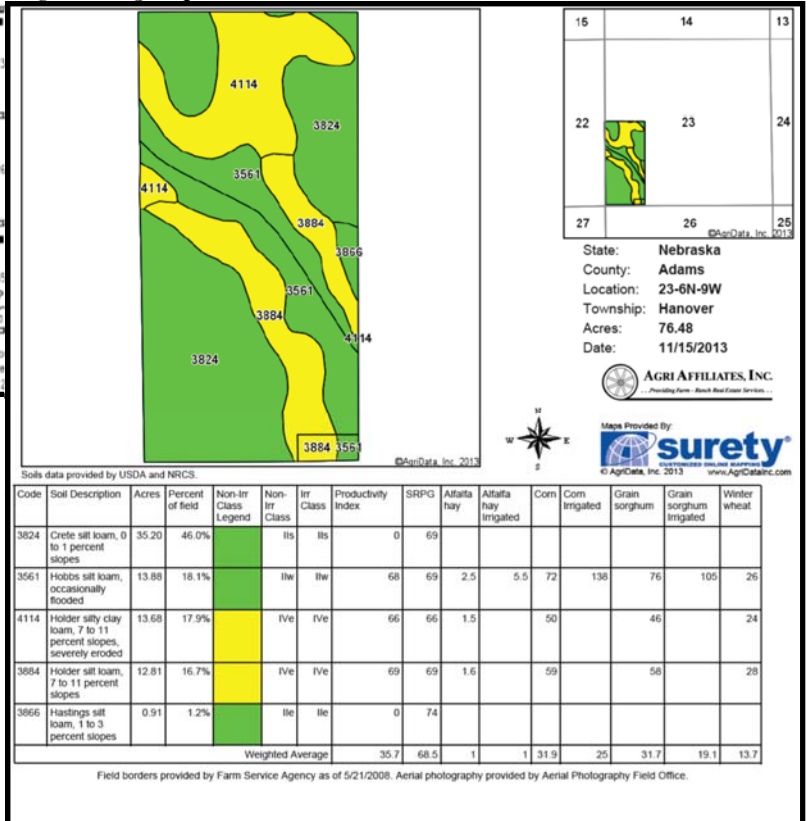 4114
3824
3561
4114
3884
3866
3561
3884
4114
3824
3884 3561
©AgriData, Inc. 2013
Soils data provided by USDA and NRCS.
15 14 13
22 23 24
27 26 25
©AgriData, Inc. 2013
State: Nebraska
County: Adams
Location: 23-6N-9W
Township: Hanover
Acres: 76.48
Date: 11/15/2013
AGRI AFFILIATES, INC.
. . . Providing Farm - Ranch Real Estate Services . . .
N
W E
S
Maps Provided By:
surety®
CUSTOMIZED ONLINE MAPPING
© AgriData, Inc. 2013 www.AgriDataInc.com
Code Soil Description Acres Percent of field Non-Irr Class Legend Non-Irr Class Irr Class Productivity Index SRPG Alfalfa hay Alfalfa hay Irrigated Corn Corn Irrigated Grain sorghum Grain sorghum Irrigated Winter wheat
3824 Crete silt loam, 0 to 1 percent slopes 35.20 46.0% IIs IIs 0 69
3561 Hobbs silt loam, occasionally flooded 13.88 18.1% IIw IIw 68 69 2.5 5.5 72 138 76 105 26
4114 Holder silty clay loam, 7 to 11 percent slopes, severely eroded 13.68 17.9% IVe IVe 66 66 1.5 50 46 24
3884 Holder silt loam, 7 to 11 percent slopes 12.81 16.7% IVe IVe 69 69 1.6 59 58 28
3866 Hastings silt loam, 1 to 3 percent slopes 0.91 1.2% IIe IIe 0 74
Weighted Average 35.7 68.5 1 1 31.9 25 31.7 19.1 13.7
Field borders provided by Farm Service Agency as of 5/21/2008. Aerial photography provided by Aerial Photography Field Office.